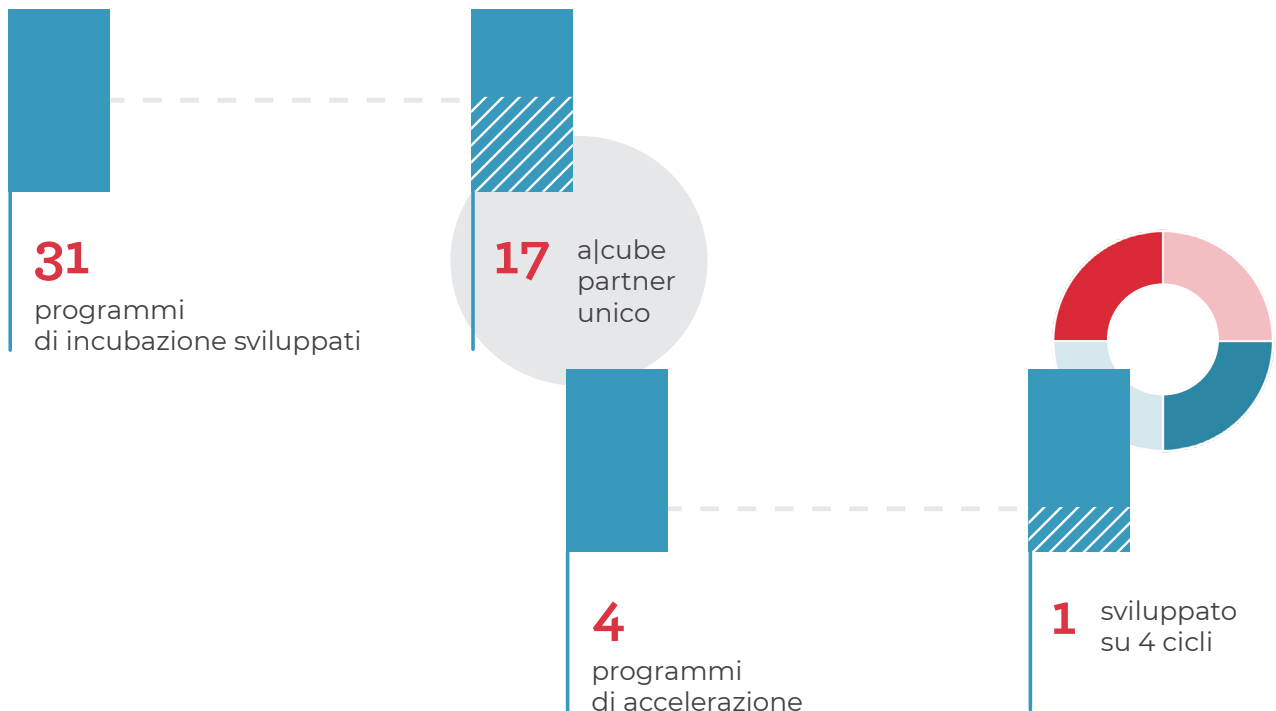 31
programmi
di incubazione sviluppati
17
a|cube
partner
unico
4
programmi
di accelerazione
1
sviluppato
su 4 cicli